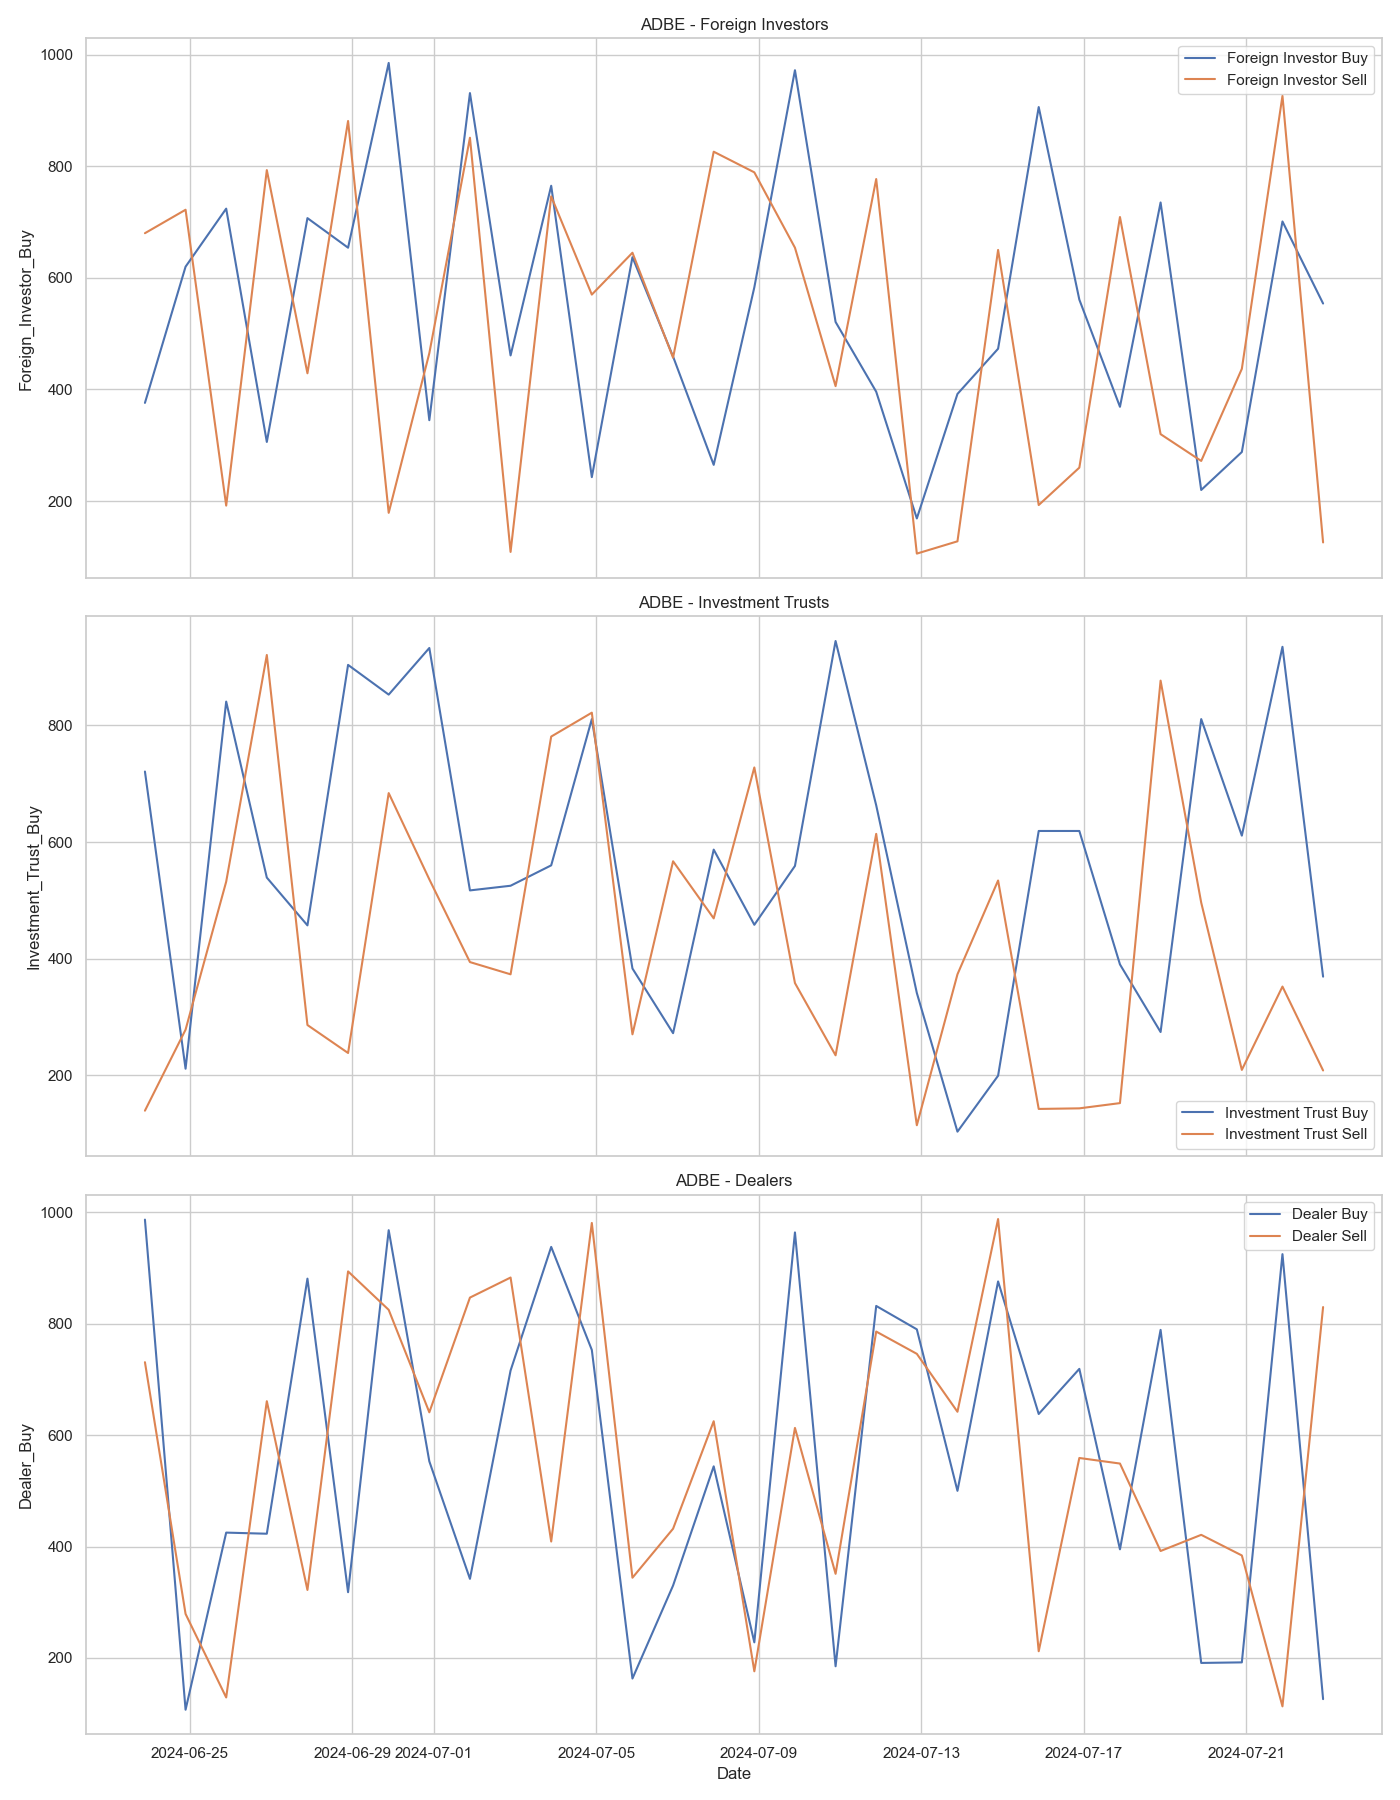 ADBE - Foreign Investors
Foreign_Investor_Buy
1000
800
600
400
200
Foreign Investor Buy
Foreign Investor Sell
ADBE - Investment Trusts
Investment_Trust_Buy
800
600
400
200
Investment Trust Buy
Investment Trust Sell
ADBE - Dealers
Dealer_Buy
1000
800
600
400
200
Dealer Buy
Dealer Sell
2024-06-25
2024-06-29
2024-07-01
2024-07-05
2024-07-09
2024-07-13
2024-07-17
2024-07-21
Date